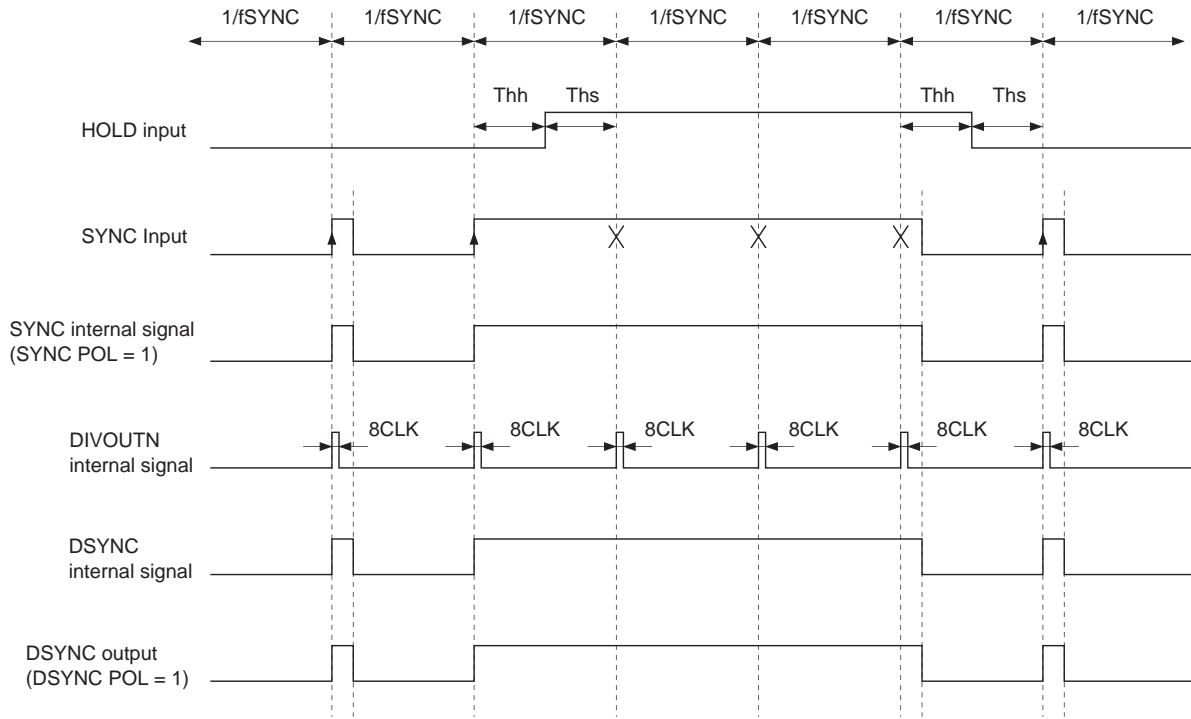 1/fSYNC 1/fSYNC 1/fSYNC 1/fSYNC 1/fSYNC 1/fSYNC 1/fSYNC
Thh Ths Thh Ths
HOLD input
SYNC Input
SYNC internal signal
(SYNC POL = 1)
8CLK 8CLK 8CLK 8CLK 8CLK 8CLK
DIVOUTN
internal signal
DSYNC
internal signal
DSYNC output
(DSYNC POL = 1)